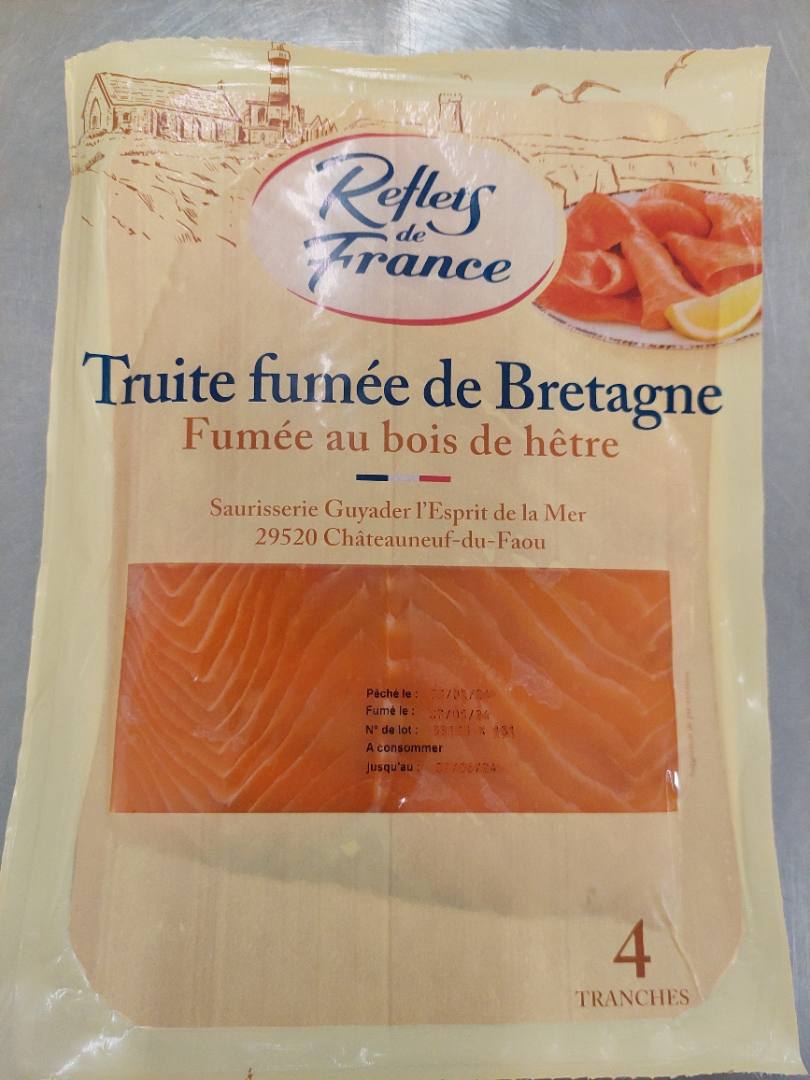 Reflets
de
France
Truite fumée de Bretagne
Fumée au bois de hêtre
Saurisserie Guyader l'Esprit de la Mer
29520 Châteauneuf-du-Faou
Pêché le :
Fumé le :
N° de lot :
A consommer
jusqu'au :
4
TRANCHES